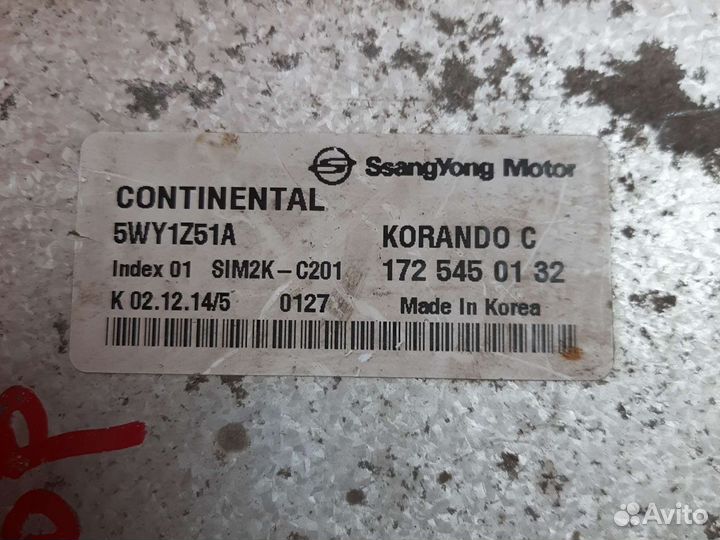 SsangYong Motor
CONTINENTAL
5WY1Z51A KORANDO C
Index 01 SIM2K-C201 172 545 01 32
K 02.12.14/5 0127 Made In Korea
Avito